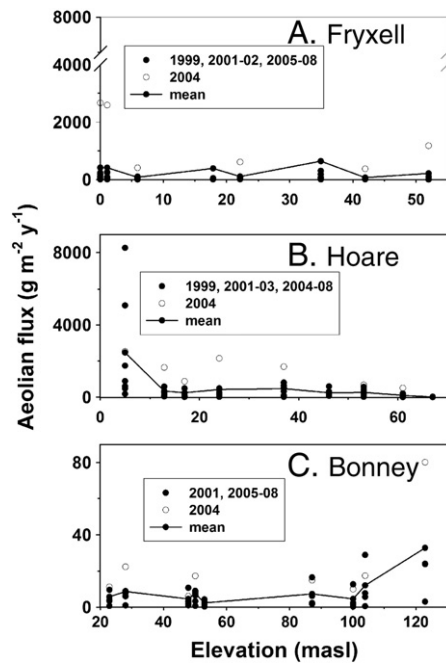 8000
A. Fryxell
1999, 2001-02, 2005-08
2004
mean
4000
2000
0
0 10 20 30 40 50
Aeolian flux (g m⁻² y⁻¹)
B. Hoare
1999, 2001-03, 2004-08
2004
mean
8000
4000
0
0 20 40 60
C. Bonney
2001, 2005-08
2004
mean
80
40
0
20 40 60 80 100 120
Elevation (masl)